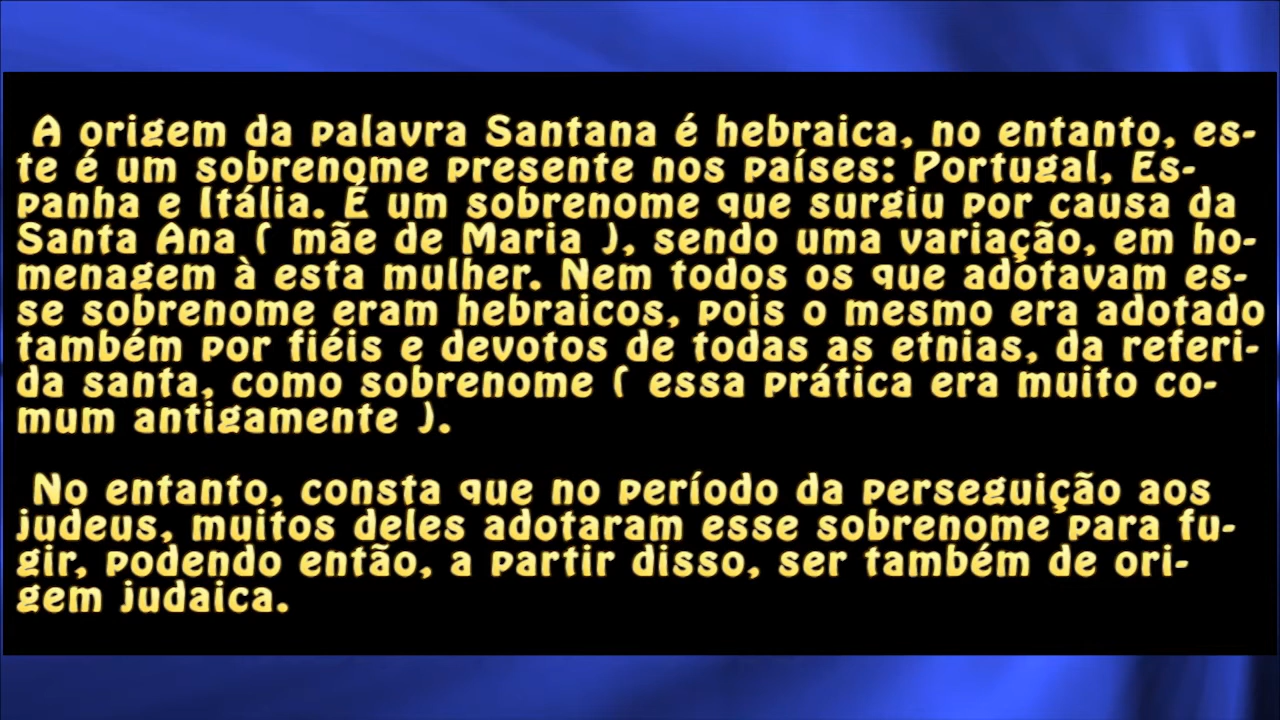 A origem da palavra Santana é hebraica, no entanto, es-
te é um sobrenome presente nos países: Portugal, Es-
panha e Itália. É um sobrenome que surgiu por causa da
Santa Ana ( mãe de Maria ), sendo uma variação, em ho-
menagem à esta mulher. Nem todos os que adotavam es-
se sobrenome eram hebraicos, pois o mesmo era adotado
também por fiéis e devotos de todas as etnias, da referi-
da santa, como sobrenome ( essa prática era muito co-
mum antigamente ).
No entanto, consta que no período da perseguição aos
judeus, muitos deles adotaram esse sobrenome para fu-
gir, podendo então, a partir disso, ser também de ori-
gem judaica.